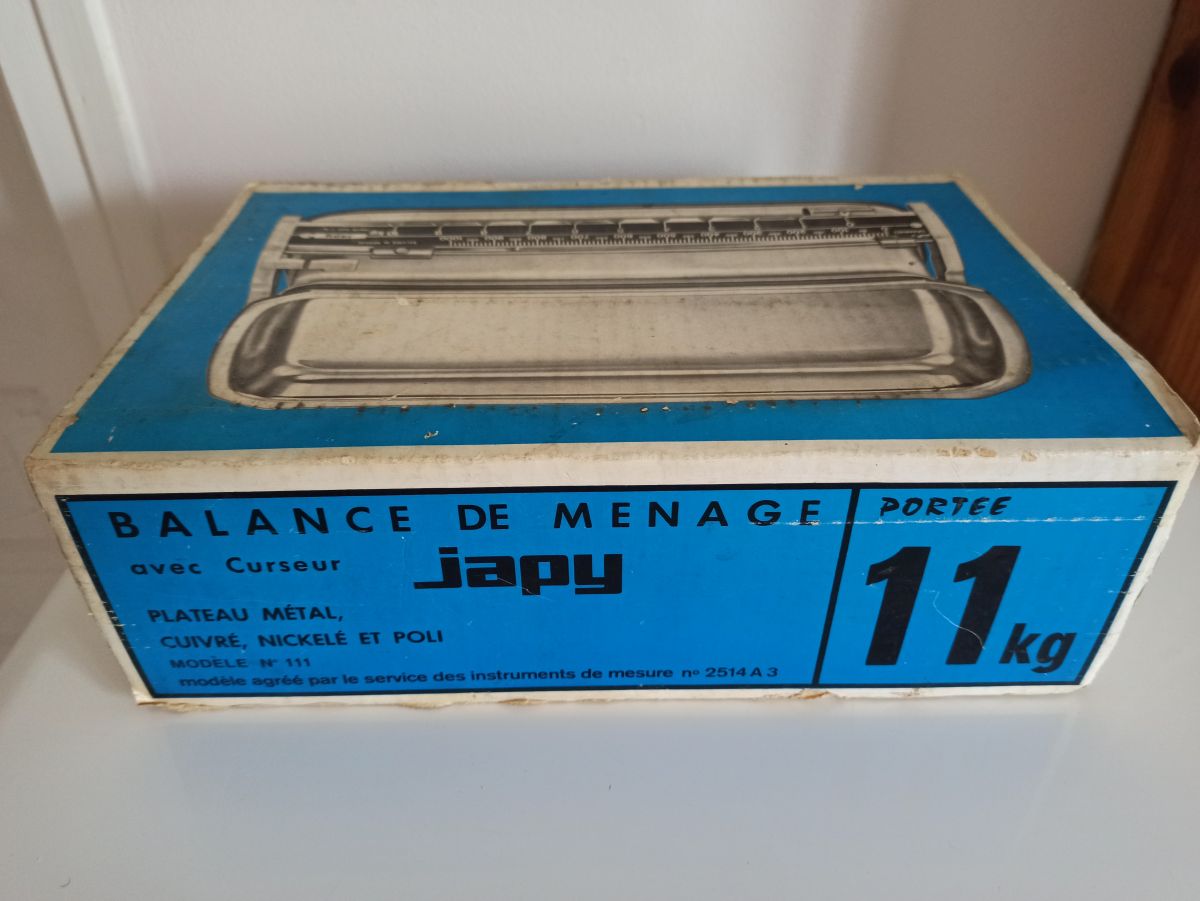 BALANCE DE MENAGE
avec Curseur
japy
PLATEAU MÉTAL,
CUIVRÉ, NICKELÉ ET POLI
MODÈLE N° 111
modèle agréé par le service des instruments de mesure nº 2514 A 3
PORTEE
11 kg